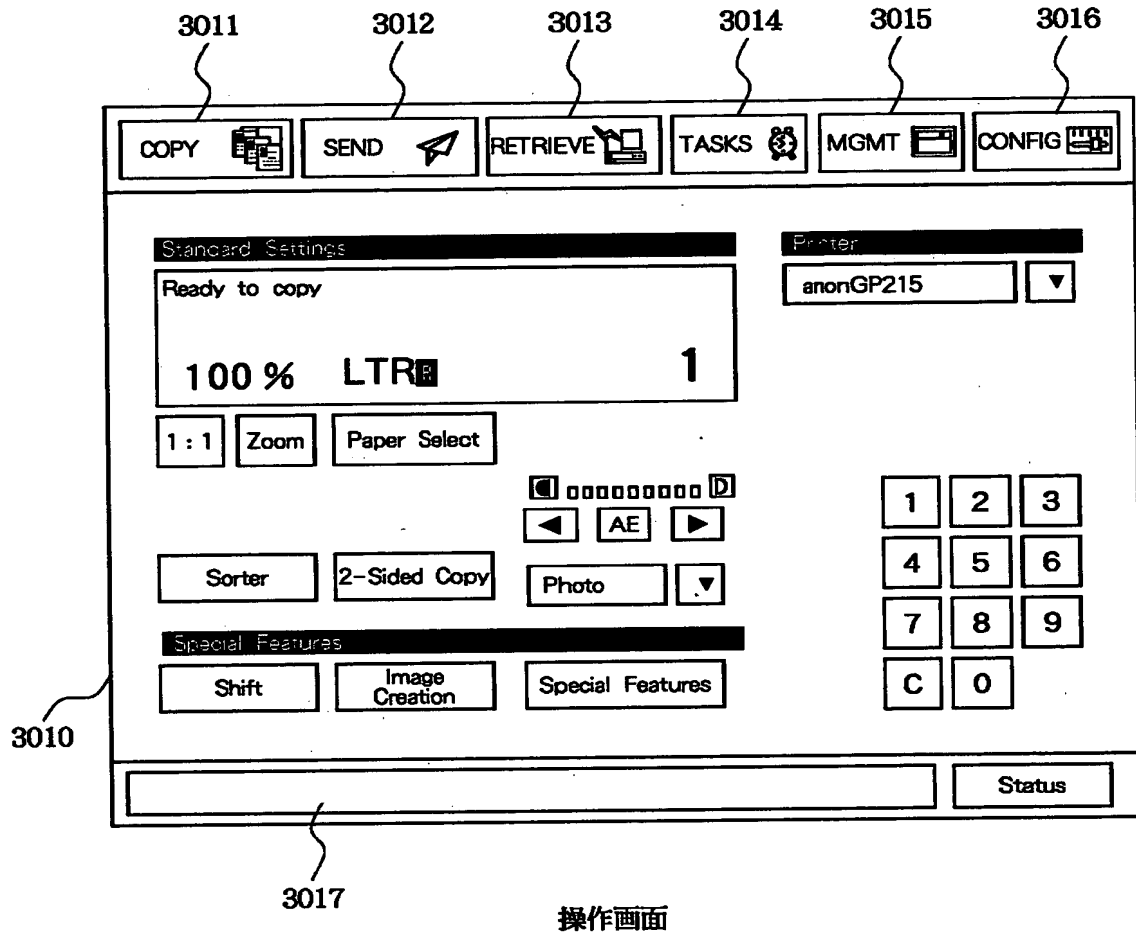 3011 3012 3013 3014 3015 3016
COPY SEND RETRIEVE TASKS MGMT CONFIG
Standard Settings Printer
Ready to copy anonGP215 ▼
100 % LTR R 1
1 : 1 Zoom Paper Select
D
◀ AE ▶
1 2 3
Sorter 2-Sided Copy Photo ▼
4 5 6
7 8 9
Special Features
Shift Image Creation Special Features
C 0
3010
Status
3017
操作画面